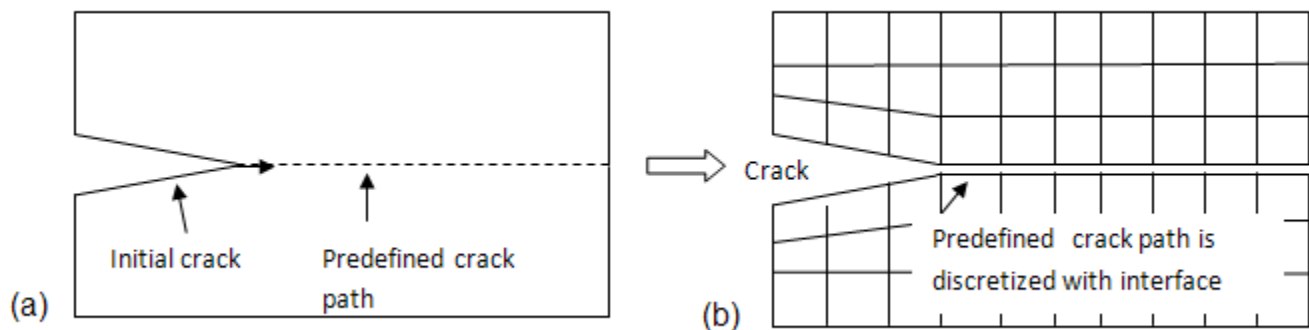 Initial crack
Predefined crack
path
(a)
Crack
Predefined crack path is
discretized with interface
(b)